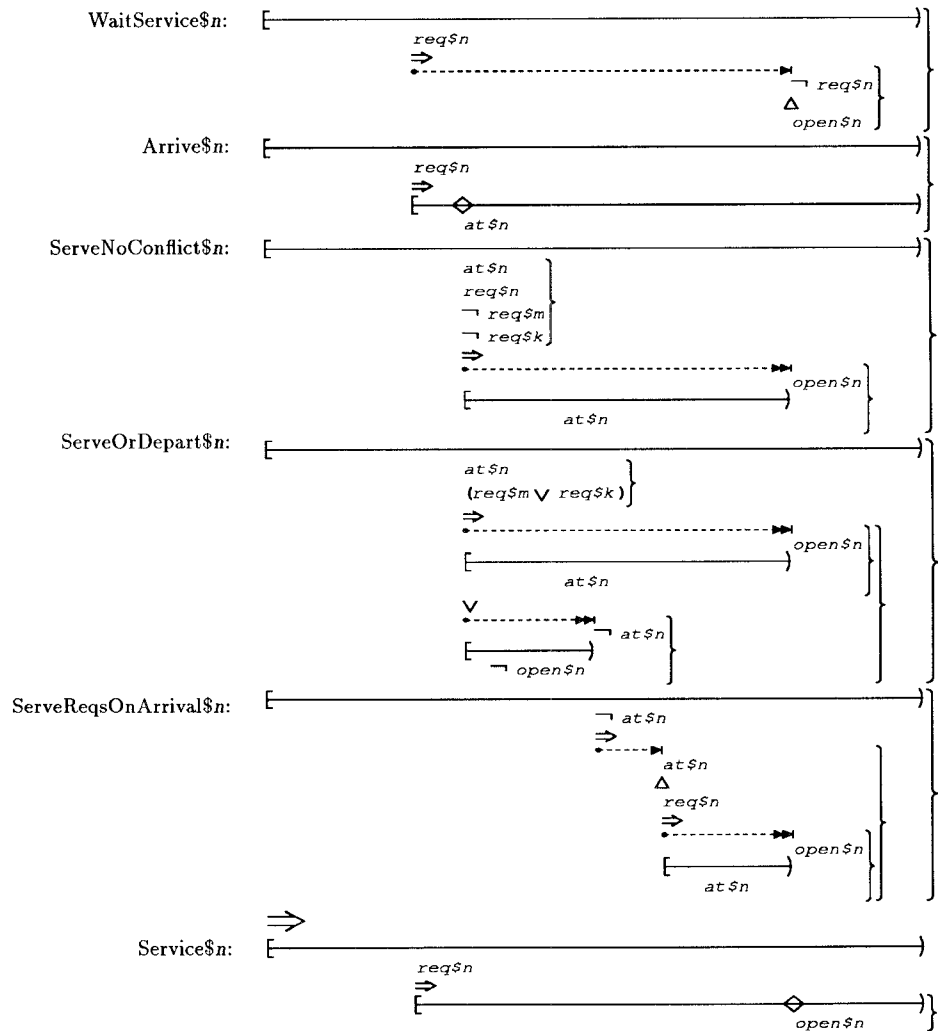 WaitService$n:
req$n
¬ req$n
open$n
Arrive$n:
req$n
at$n
ServeNoConflict$n:
at$n
req$n
¬ req$m
¬ req$k
open$n
at$n
ServeOrDepart$n:
at$n
(req$m ∨ req$k)
open$n
at$n
∨
¬ at$n
¬ open$n
ServeReqsOnArrival$n:
¬ at$n
at$n
req$n
open$n
at$n
Service$n:
req$n
open$n